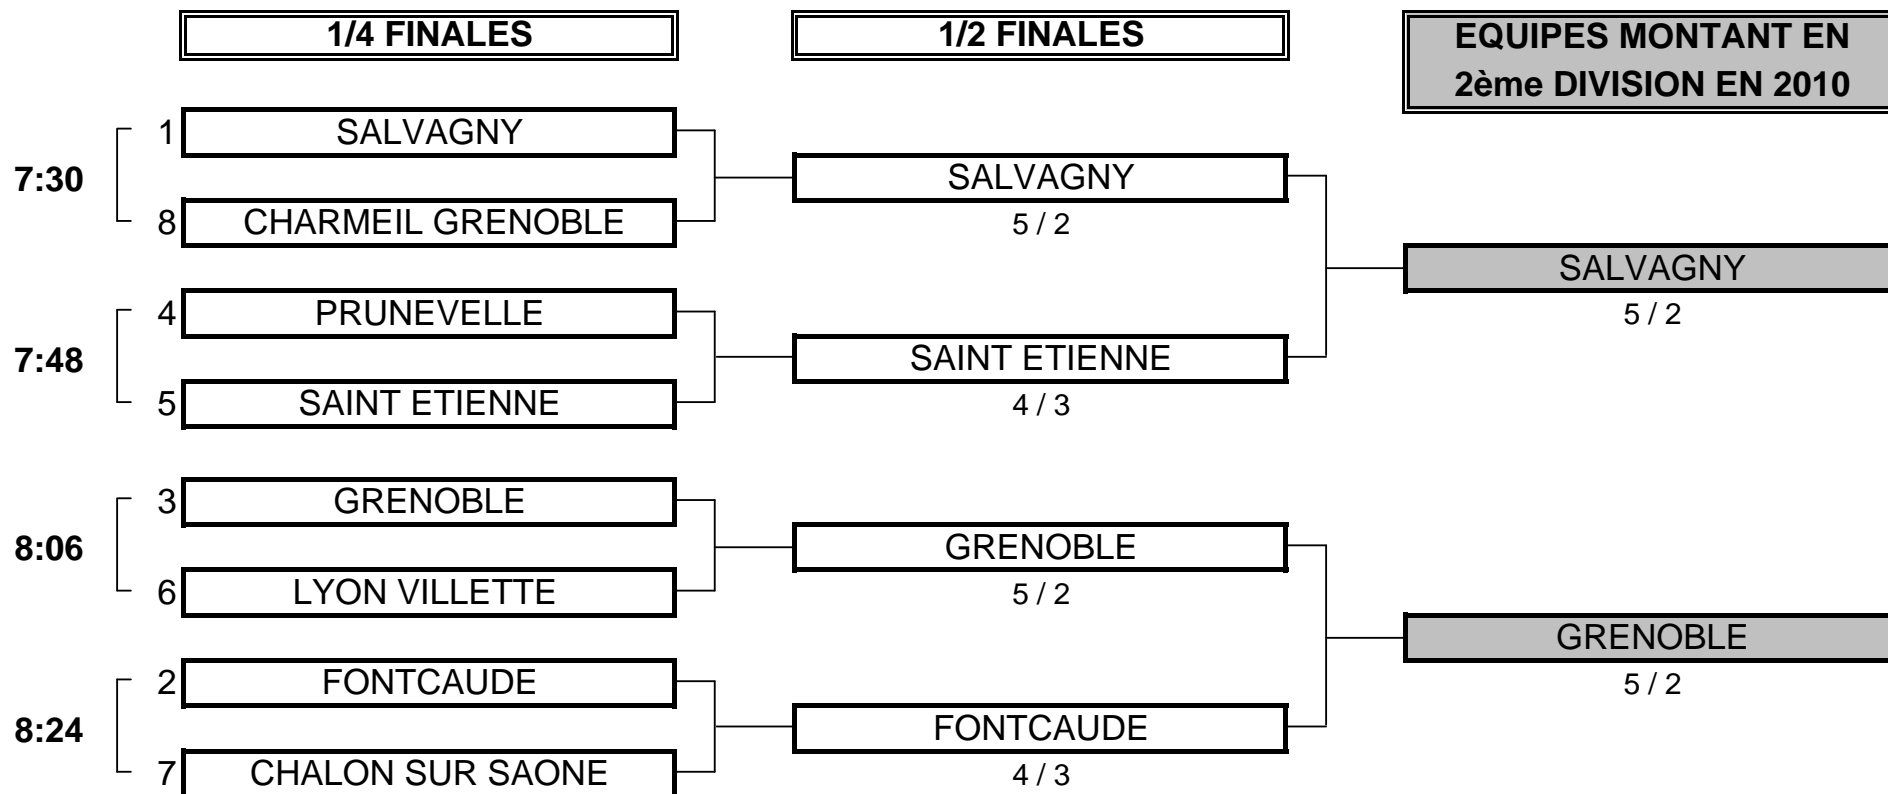 1/4 FINALES
1/2 FINALES
EQUIPES MONTANT EN
2ème DIVISION EN 2010
1 SALVAGNY
7:30
8 CHARMEIL GRENOBLE
SALVAGNY
5 / 2
4 PRUNEVELLE
7:48
5 SAINT ETIENNE
SAINT ETIENNE
4 / 3
SALVAGNY
5 / 2
3 GRENOBLE
8:06
6 LYON VILLETTE
GRENOBLE
5 / 2
2 FONTCAUDE
8:24
7 CHALON SUR SAONE
FONTCAUDE
4 / 3
GRENOBLE
5 / 2